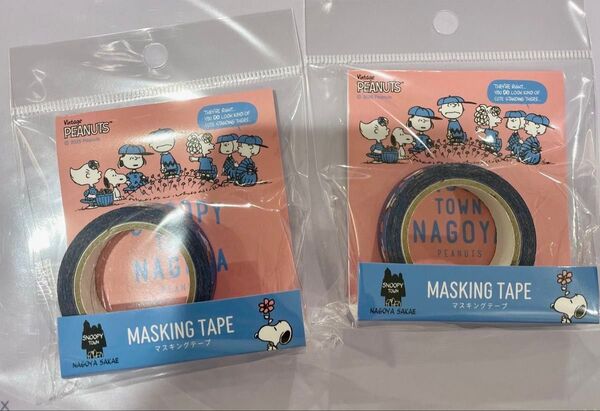 Vintage
PEANUTS
© 2025 Peanuts
THEY'RE RIGHT...
YOU DO LOOK KIND OF
CUTE STANDING THERE...
SNOOPY
NAGOYA
PEANUTS
SNOOPY
TOWN
NAGOYA SAKAE
MASKING TAPE
マスキングテープ
Vintage
PEANUTS
© 2025 Peanuts
THEY'RE RIGHT...
YOU DO LOOK KIND OF
CUTE STANDING THERE...
TOWN
NAGOYA
PEANUTS
SNOOPY
TOWN
NAGOYA SAKAE
MASKING TAPE
マスキングテープ